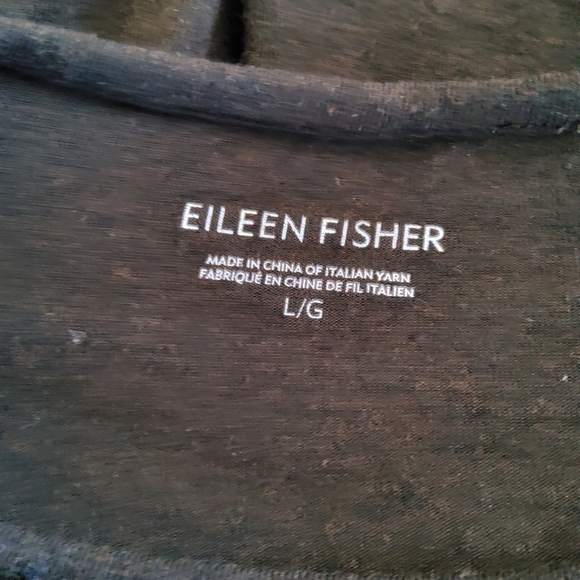 EILEEN FISHER
MADE IN CHINA OF ITALIAN YARN
FABRIQUÉ EN CHINE DE FIL ITALIEN
L/G